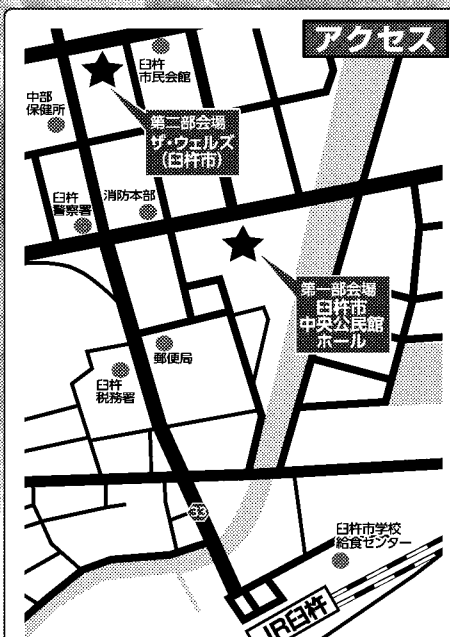 アクセス
臼杵
市民会館
中部
保健所
第二部会場
ザ・ウェルズ
(臼杵市)
臼杵
警察署
消防本部
第一部会場
臼杵市
中央公民館
ホール
郵便局
臼杵
税務署
33
臼杵市学校
給食センター
JR臼杵